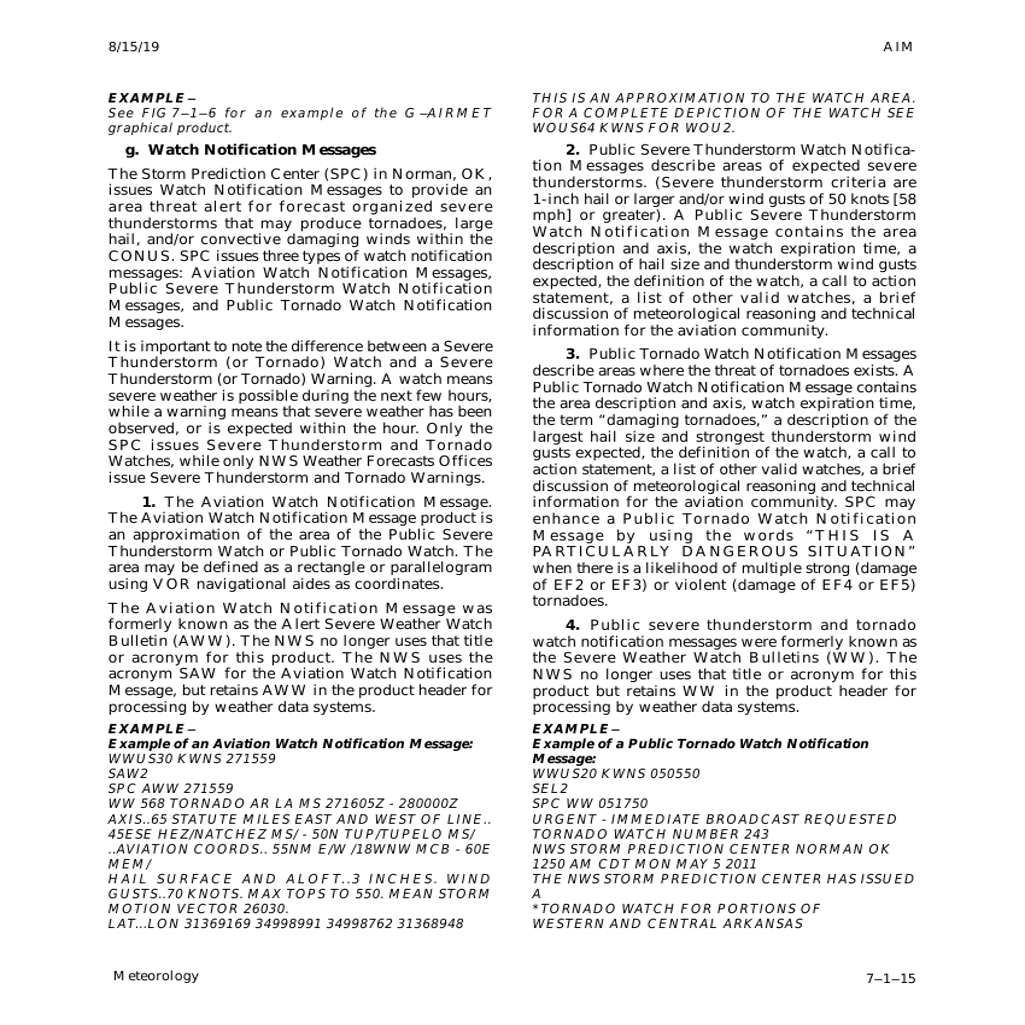 8/15/19
AIM
EXAMPLE–
See FIG 7–1–6 for an example of the G–AIRMET
graphical product.
g. Watch Notification Messages
The Storm Prediction Center (SPC) in Norman, OK,
issues Watch Notification Messages to provide an
area threat alert for forecast organized severe
thunderstorms that may produce tornadoes, large
hail, and/or convective damaging winds within the
CONUS. SPC issues three types of watch notification
messages: Aviation Watch Notification Messages,
Public Severe Thunderstorm Watch Notification
Messages, and Public Tornado Watch Notification
Messages.
It is important to note the difference between a Severe
Thunderstorm (or Tornado) Watch and a Severe
Thunderstorm (or Tornado) Warning. A watch means
severe weather is possible during the next few hours,
while a warning means that severe weather has been
observed, or is expected within the hour. Only the
SPC issues Severe Thunderstorm and Tornado
Watches, while only NWS Weather Forecasts Offices
issue Severe Thunderstorm and Tornado Warnings.
1. The Aviation Watch Notification Message.
The Aviation Watch Notification Message product is
an approximation of the area of the Public Severe
Thunderstorm Watch or Public Tornado Watch. The
area may be defined as a rectangle or parallelogram
using VOR navigational aides as coordinates.
The Aviation Watch Notification Message was
formerly known as the Alert Severe Weather Watch
Bulletin (AWW). The NWS no longer uses that title
or acronym for this product. The NWS uses the
acronym SAW for the Aviation Watch Notification
Message, but retains AWW in the product header for
processing by weather data systems.
EXAMPLE–
Example of an Aviation Watch Notification Message:
WWUS30 KWNS 271559
SAW2
SPC AWW 271559
WW 568 TORNADO AR LA MS 271605Z - 280000Z
AXIS..65 STATUTE MILES EAST AND WEST OF LINE..
45ESE HEZ/NATCHEZ MS/ - 50N TUP/TUPELO MS/
..AVIATION COORDS.. 55NM E/W /18WNW MCB - 60E
MEM/
HAIL SURFACE AND ALOFT..3 INCHES. WIND
GUSTS..70 KNOTS. MAX TOPS TO 550. MEAN STORM
MOTION VECTOR 26030.
LAT...LON 31369169 34998991 34998762 31368948
THIS IS AN APPROXIMATION TO THE WATCH AREA.
FOR A COMPLETE DEPICTION OF THE WATCH SEE
WOUS64 KWNS FOR WOU2.
2. Public Severe Thunderstorm Watch Notifica-
tion Messages describe areas of expected severe
thunderstorms. (Severe thunderstorm criteria are
1-inch hail or larger and/or wind gusts of 50 knots [58
mph] or greater). A Public Severe Thunderstorm
Watch Notification Message contains the area
description and axis, the watch expiration time, a
description of hail size and thunderstorm wind gusts
expected, the definition of the watch, a call to action
statement, a list of other valid watches, a brief
discussion of meteorological reasoning and technical
information for the aviation community.
3. Public Tornado Watch Notification Messages
describe areas where the threat of tornadoes exists. A
Public Tornado Watch Notification Message contains
the area description and axis, watch expiration time,
the term “damaging tornadoes,” a description of the
largest hail size and strongest thunderstorm wind
gusts expected, the definition of the watch, a call to
action statement, a list of other valid watches, a brief
discussion of meteorological reasoning and technical
information for the aviation community. SPC may
enhance a Public Tornado Watch Notification
Message by using the words “THIS IS A
PARTICULARLY DANGEROUS SITUATION”
when there is a likelihood of multiple strong (damage
of EF2 or EF3) or violent (damage of EF4 or EF5)
tornadoes.
4. Public severe thunderstorm and tornado
watch notification messages were formerly known as
the Severe Weather Watch Bulletins (WW). The
NWS no longer uses that title or acronym for this
product but retains WW in the product header for
processing by weather data systems.
EXAMPLE–
Example of a Public Tornado Watch Notification
Message:
WWUS20 KWNS 050550
SEL2
SPC WW 051750
URGENT - IMMEDIATE BROADCAST REQUESTED
TORNADO WATCH NUMBER 243
NWS STORM PREDICTION CENTER NORMAN OK
1250 AM CDT MON MAY 5 2011
THE NWS STORM PREDICTION CENTER HAS ISSUED
A
*TORNADO WATCH FOR PORTIONS OF
WESTERN AND CENTRAL ARKANSAS
Meteorology
7–1–15